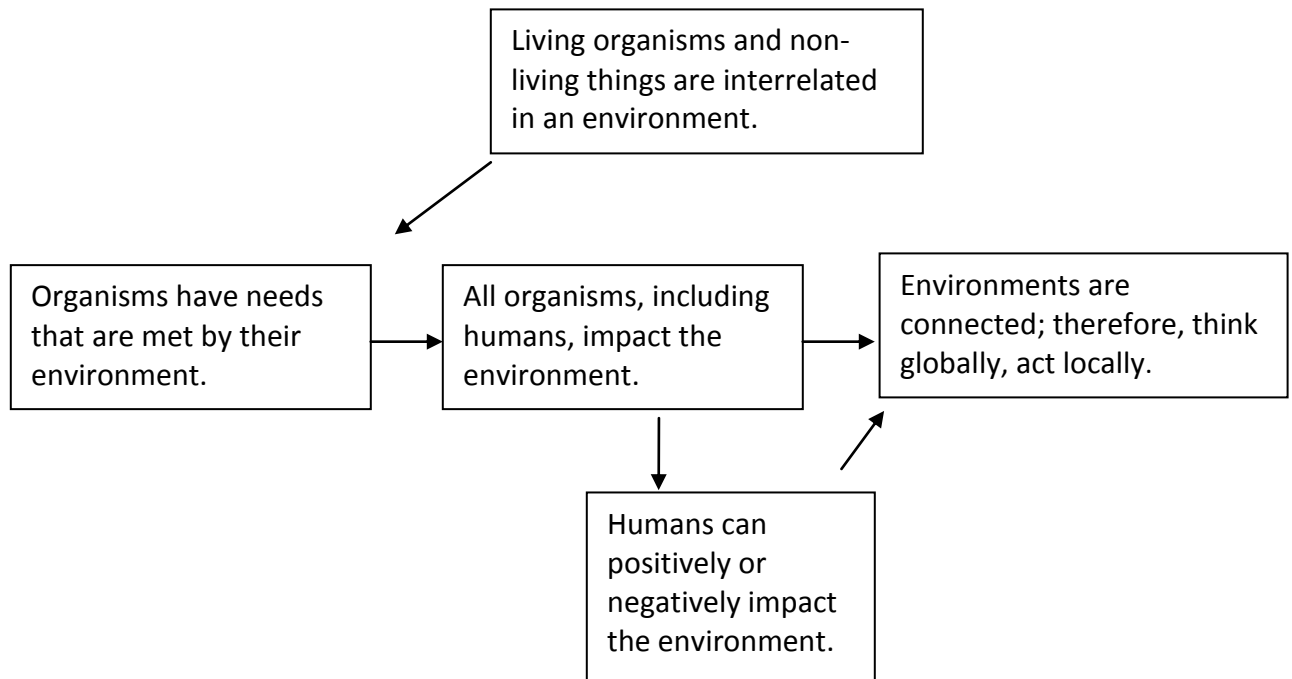 Living organisms and non-
living things are interrelated
in an environment.
Organisms have needs
that are met by their
environment.
All organisms, including
humans, impact the
environment.
Environments are
connected; therefore, think
globally, act locally.
Humans can
positively or
negatively impact
the environment.